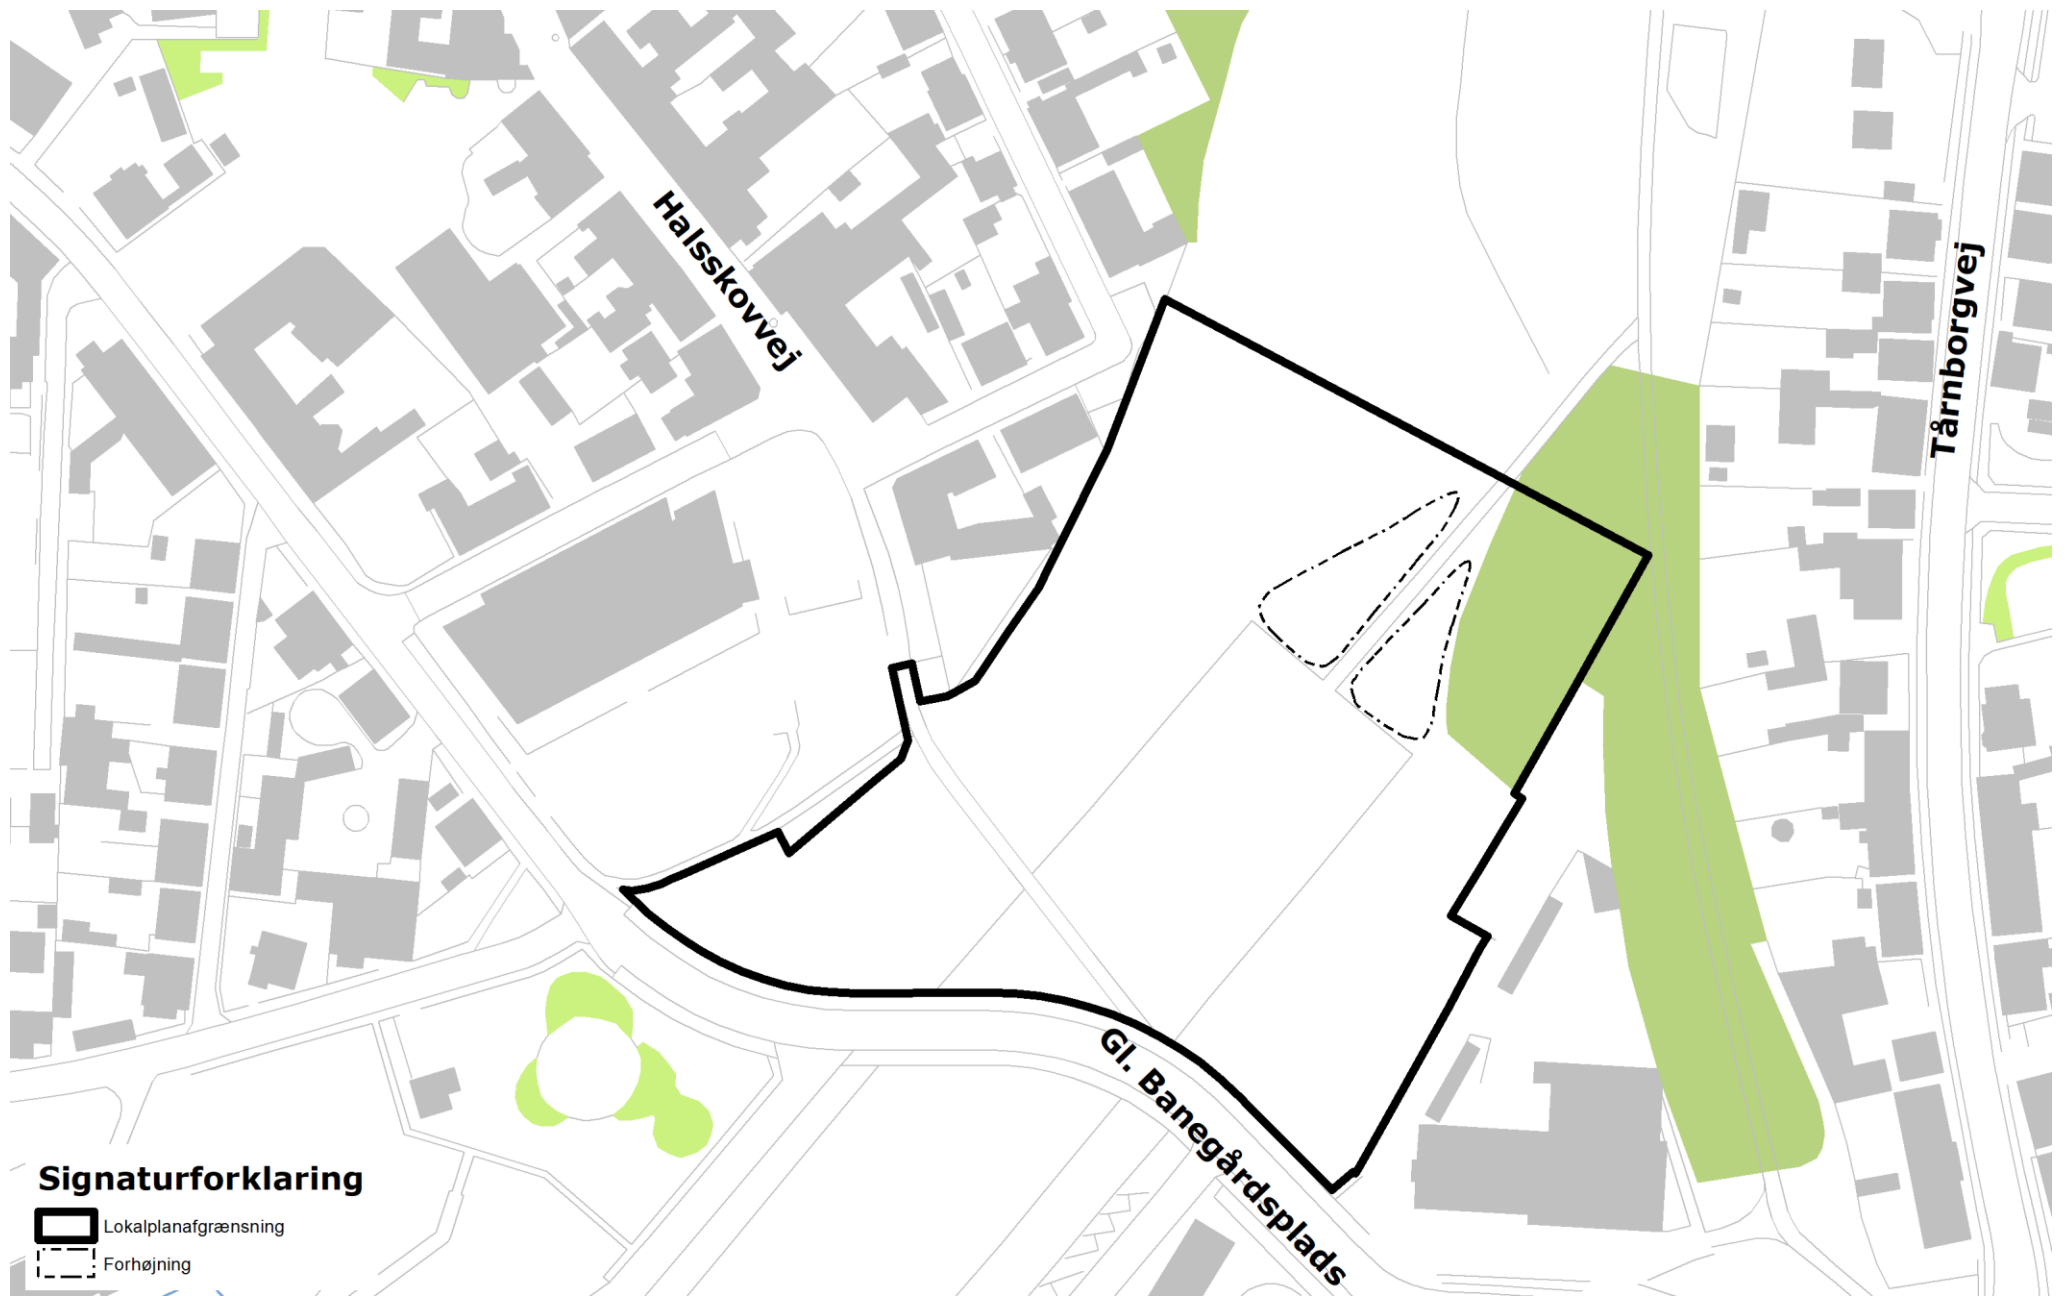 Halsskovvej
Tårnborgvej
Gl. Banegårdsplads
Signaturforklaring
Lokalplanafgrænsning
Forhøjning